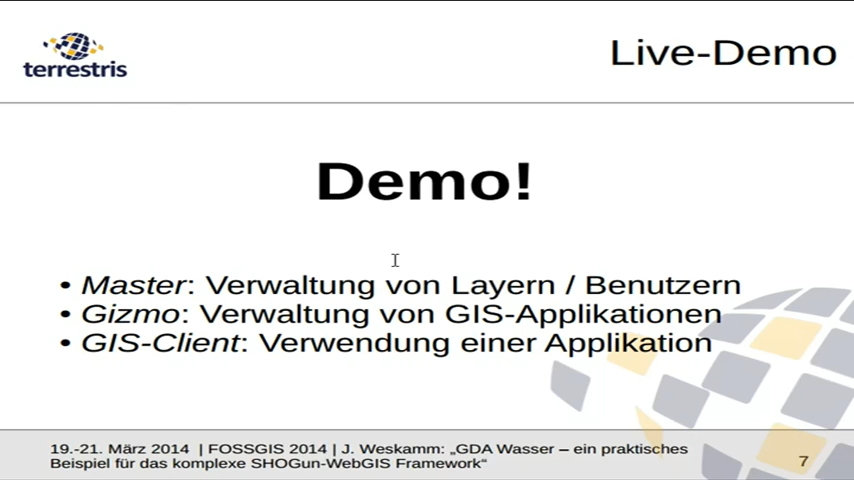 terrestris
Live-Demo
Demo!
• Master: Verwaltung von Layern / Benutzern
• Gizmo: Verwaltung von GIS-Applikationen
• GIS-Client: Verwendung einer Applikation
19.-21. März 2014 | FOSSGIS 2014 | J. Weskamm: „GDA Wasser – ein praktisches
Beispiel für das komplexe SHOGun-WebGIS Framework“
7